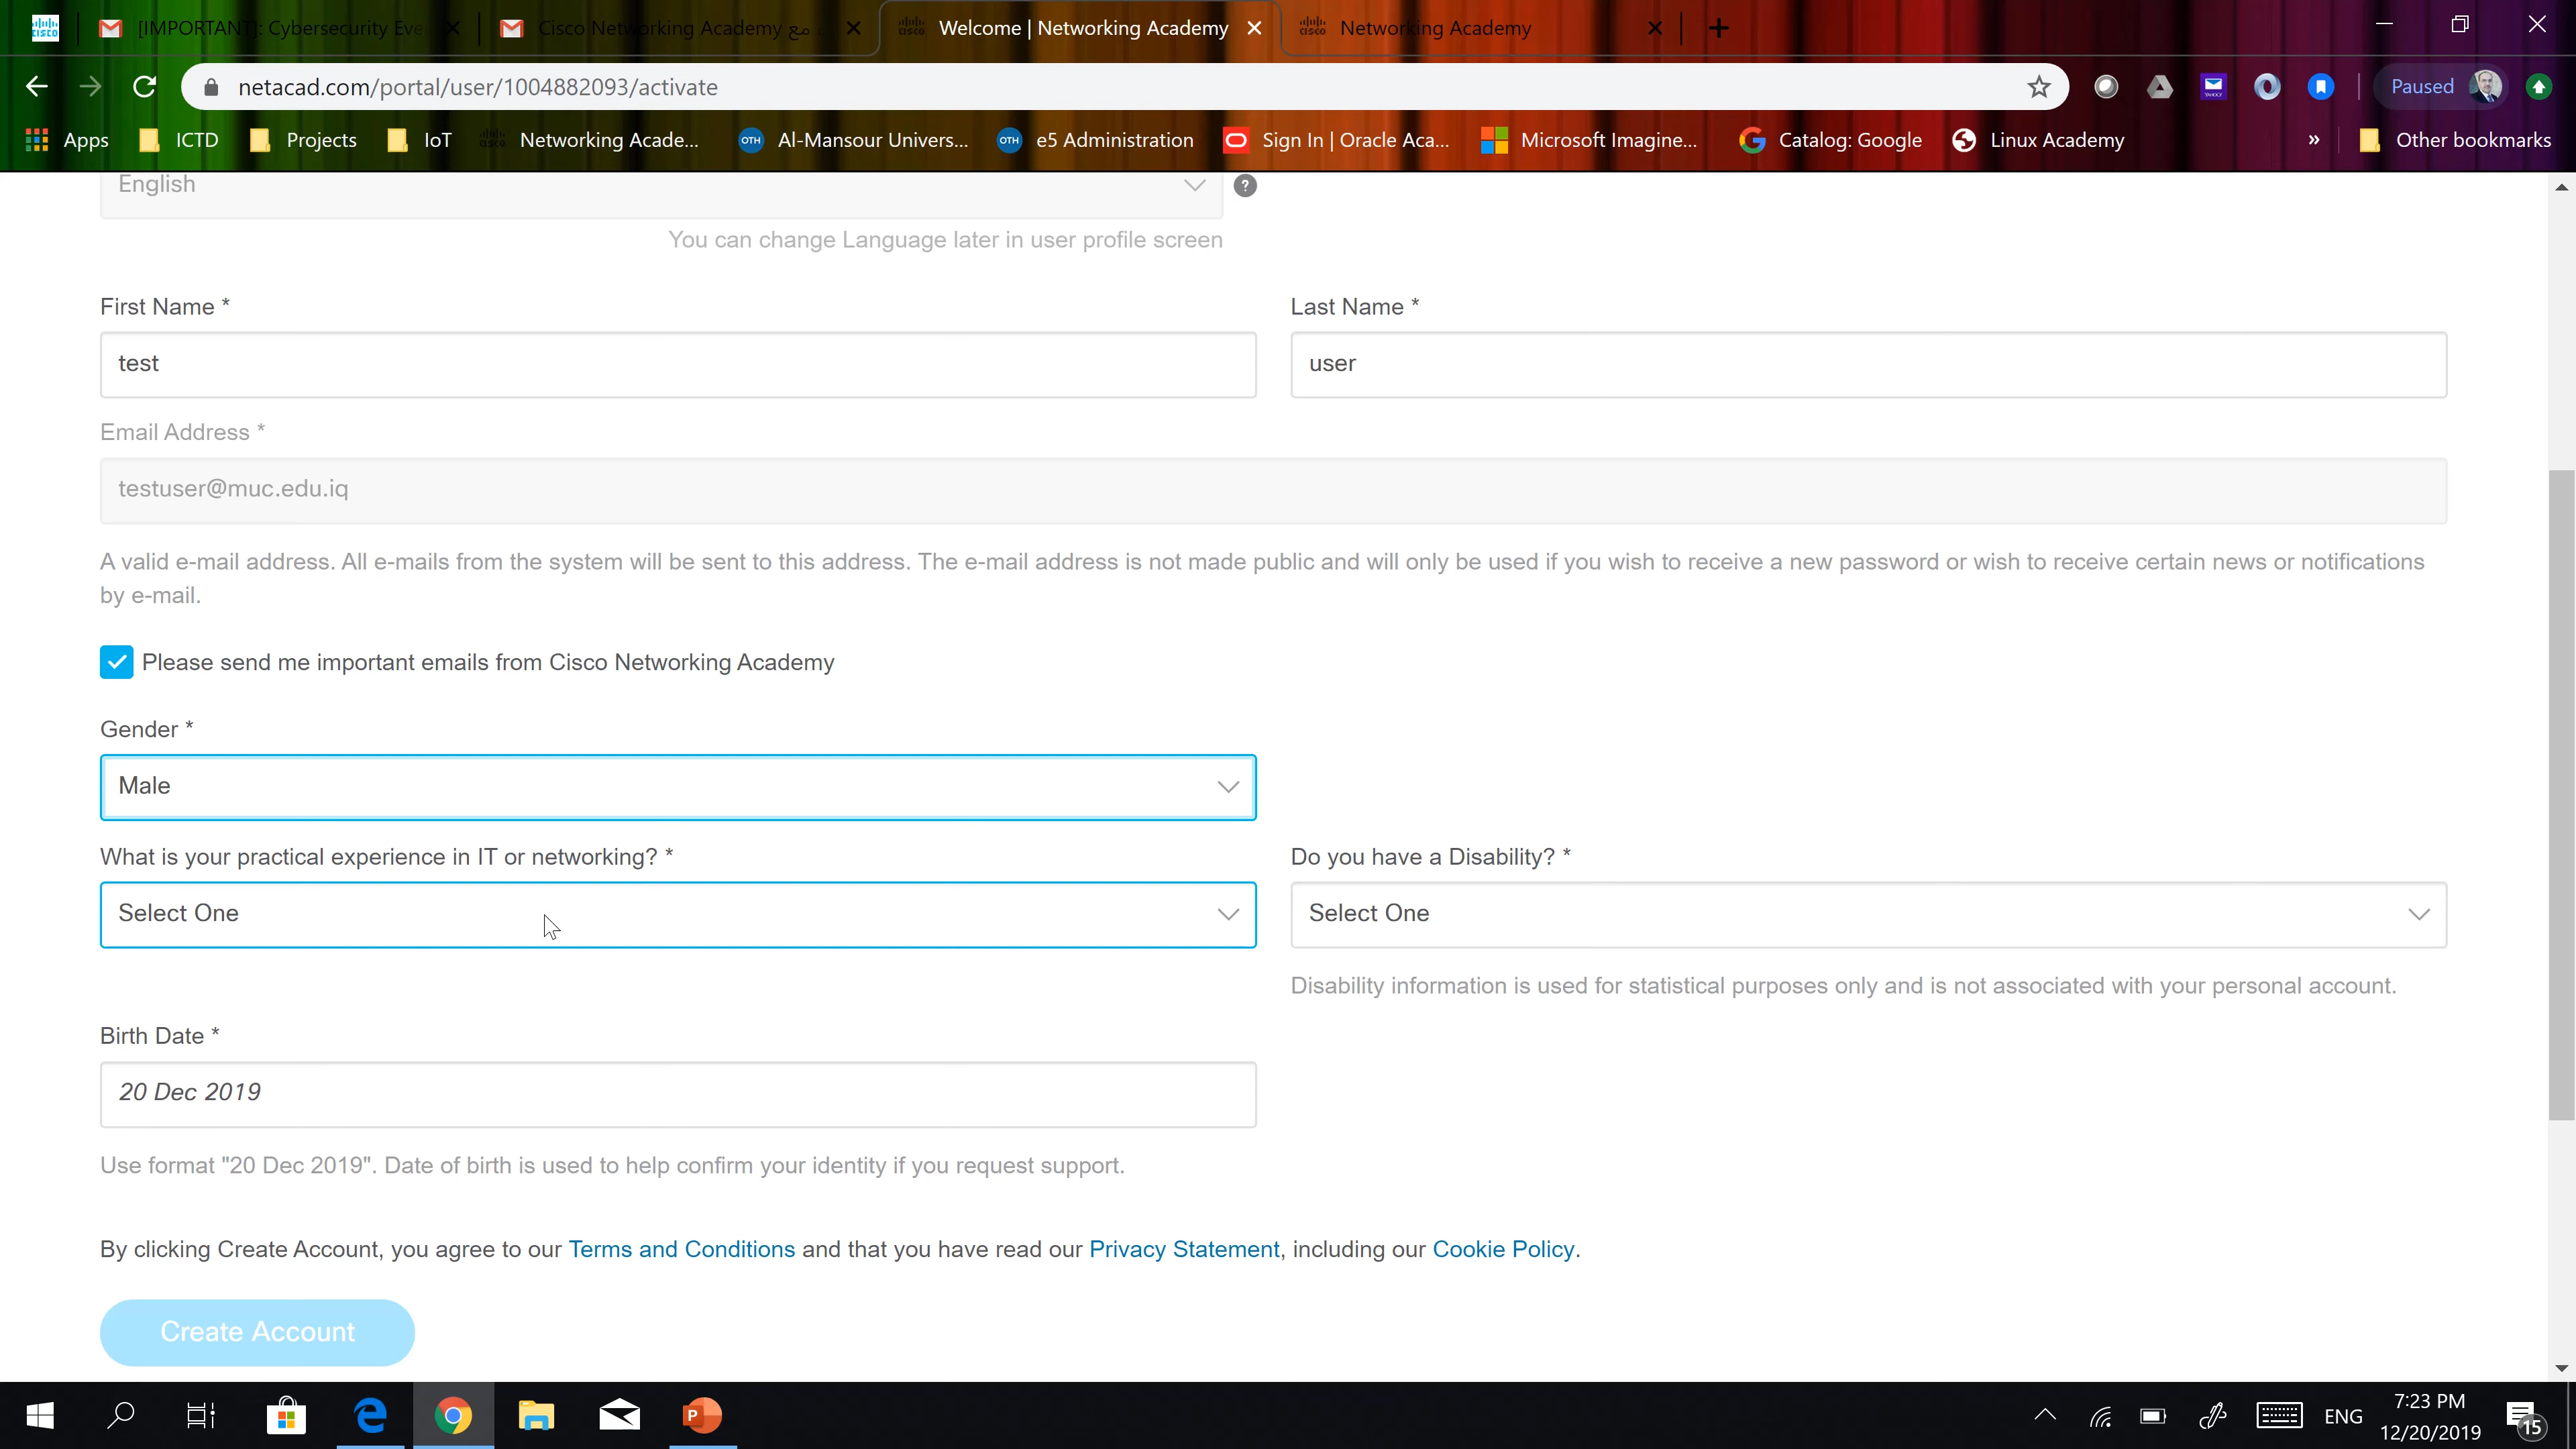 [IMPORTANT]: Cybersecurity Eve
Cisco Networking Academy مع
Welcome | Networking Academy
Networking Academy
netacad.com/portal/user/1004882093/activate
Paused
Apps
ICTD
Projects
IoT
Networking Acade...
Al-Mansour Univers...
e5 Administration
Sign In | Oracle Aca...
Microsoft Imagine...
Catalog: Google
Linux Academy
»
Other bookmarks
English
?
You can change Language later in user profile screen
First Name *
Last Name *
test
user
Email Address *
testuser@muc.edu.iq
A valid e-mail address. All e-mails from the system will be sent to this address. The e-mail address is not made public and will only be used if you wish to receive a new password or wish to receive certain news or notifications
by e-mail.
Please send me important emails from Cisco Networking Academy
Gender *
Male
What is your practical experience in IT or networking? *
Do you have a Disability? *
Select One
Select One
Disability information is used for statistical purposes only and is not associated with your personal account.
Birth Date *
20 Dec 2019
Use format "20 Dec 2019". Date of birth is used to help confirm your identity if you request support.
By clicking Create Account, you agree to our Terms and Conditions and that you have read our Privacy Statement, including our Cookie Policy.
Create Account
ENG
7:23 PM
12/20/2019
15